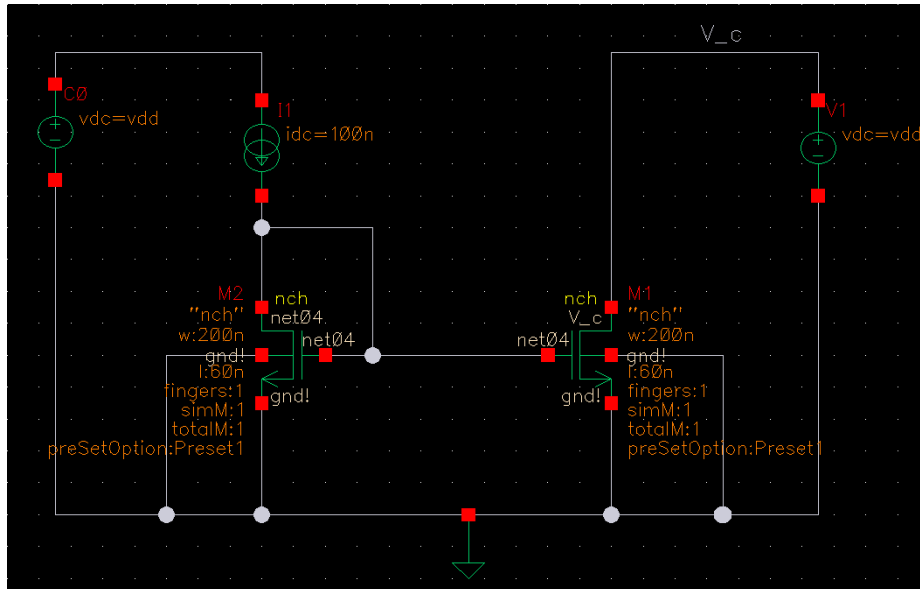 V_c
C0
vdc=vdd
I1
idc=100n
V1
vdc=vdd
M2
nch
"nch"
net04
w:200n
net04
gnd!
l:60n
fingers:1
gnd!
simM:1
totalM:1
preSetOption:Preset1
nch
M1
"nch"
V_c
w:200n
net04
gnd!
l:60n
gnd!
fingers:1
simM:1
totalM:1
preSetOption:Preset1